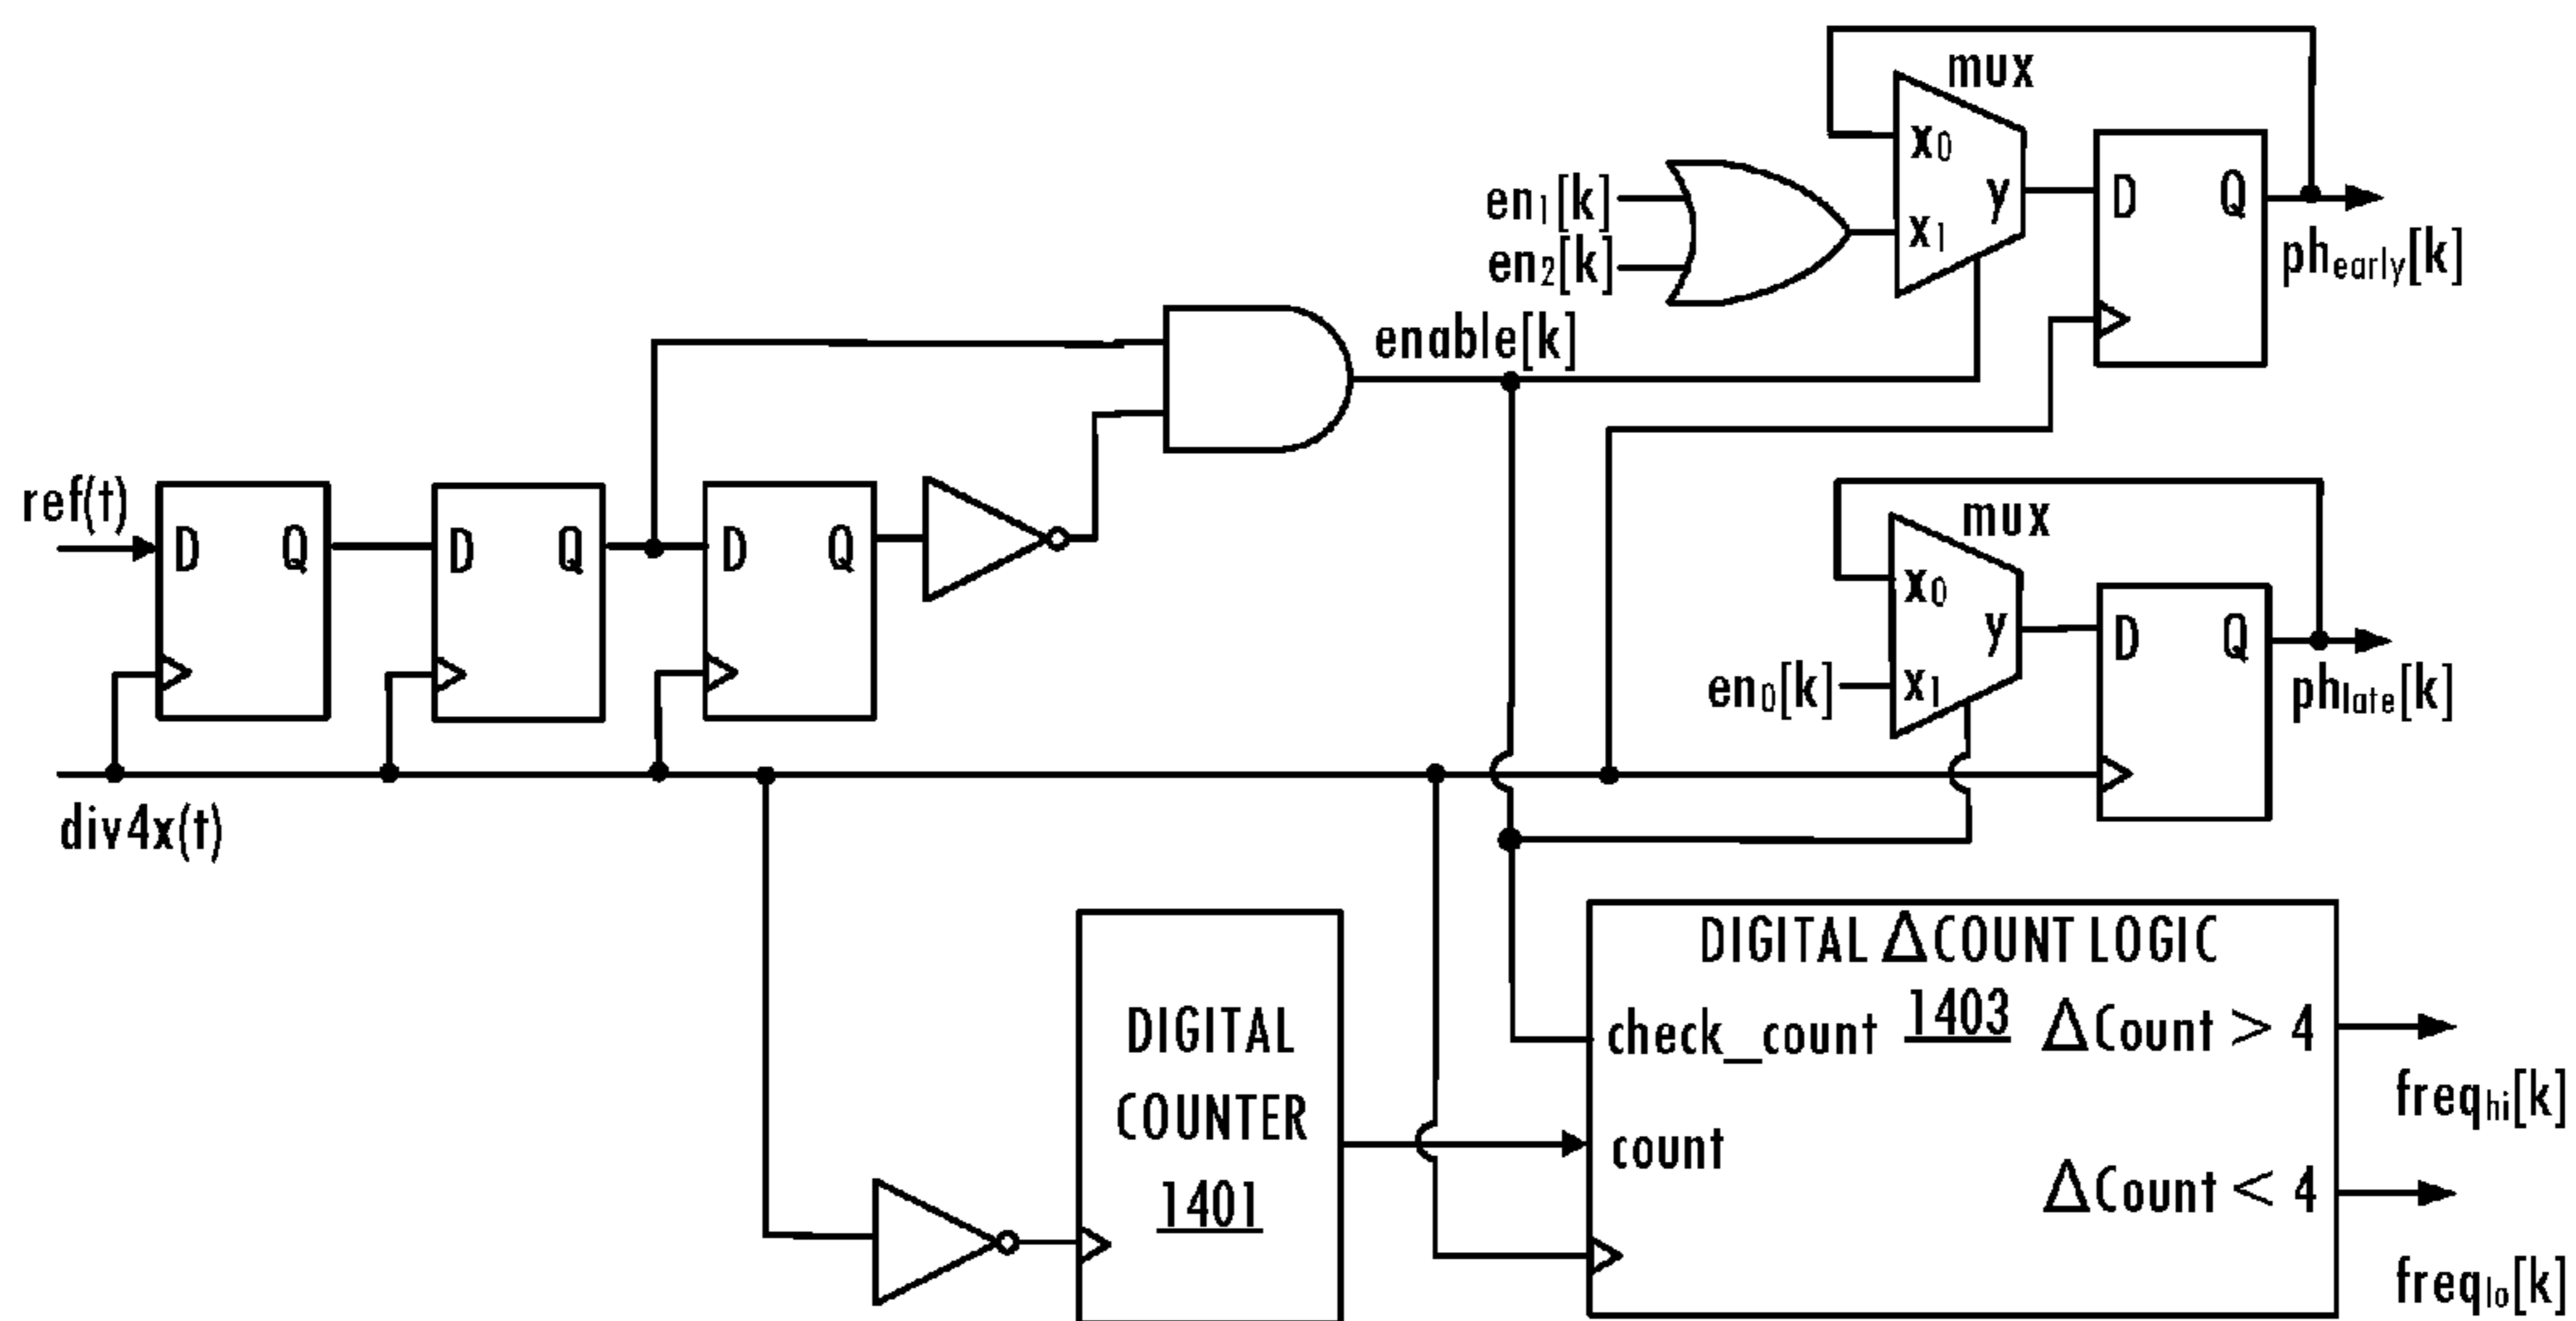 mux
x0
en1[k]
y
D
Q
x1
en2[k]
phearly[k]
enable[k]
ref(t)
D
Q
D
Q
D
Q
mux
x0
y
D
Q
en0[k]
x1
phlate[k]
div4x(t)
DIGITAL ΔCOUNT LOGIC
DIGITAL
COUNTER
1401
check_count
1403
ΔCount > 4
freqhi[k]
count
ΔCount < 4
freqlo[k]